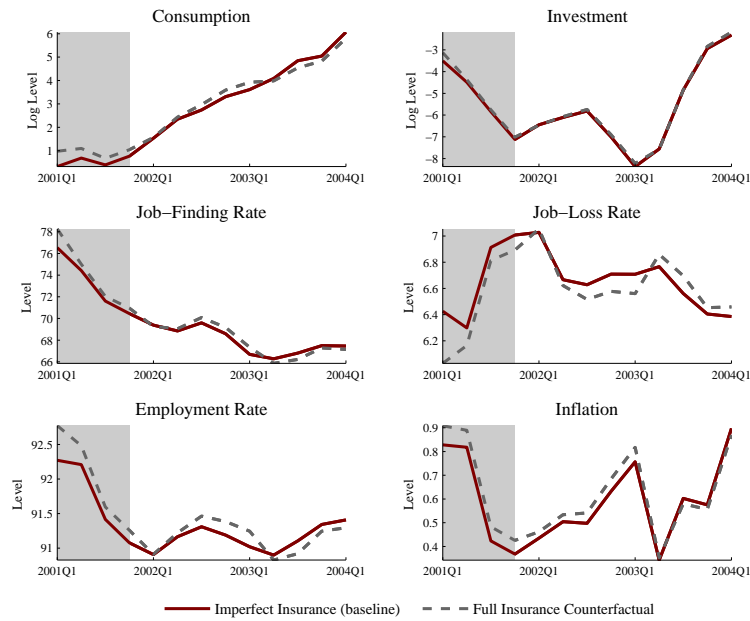 Consumption
Log Level
6
5
4
3
2
1
2001Q1 2002Q1 2003Q1 2004Q1
Investment
Log Level
−3
−4
−5
−6
−7
−8
2001Q1 2002Q1 2003Q1 2004Q1
Job−Finding Rate
Level
78
76
74
72
70
68
66
2001Q1 2002Q1 2003Q1 2004Q1
Job−Loss Rate
Level
7
6.8
6.6
6.4
6.2
2001Q1 2002Q1 2003Q1 2004Q1
Employment Rate
Level
92.5
92
91.5
91
2001Q1 2002Q1 2003Q1 2004Q1
Inflation
Level
0.9
0.8
0.7
0.6
0.5
0.4
2001Q1 2002Q1 2003Q1 2004Q1
Imperfect Insurance (baseline) Full Insurance Counterfactual